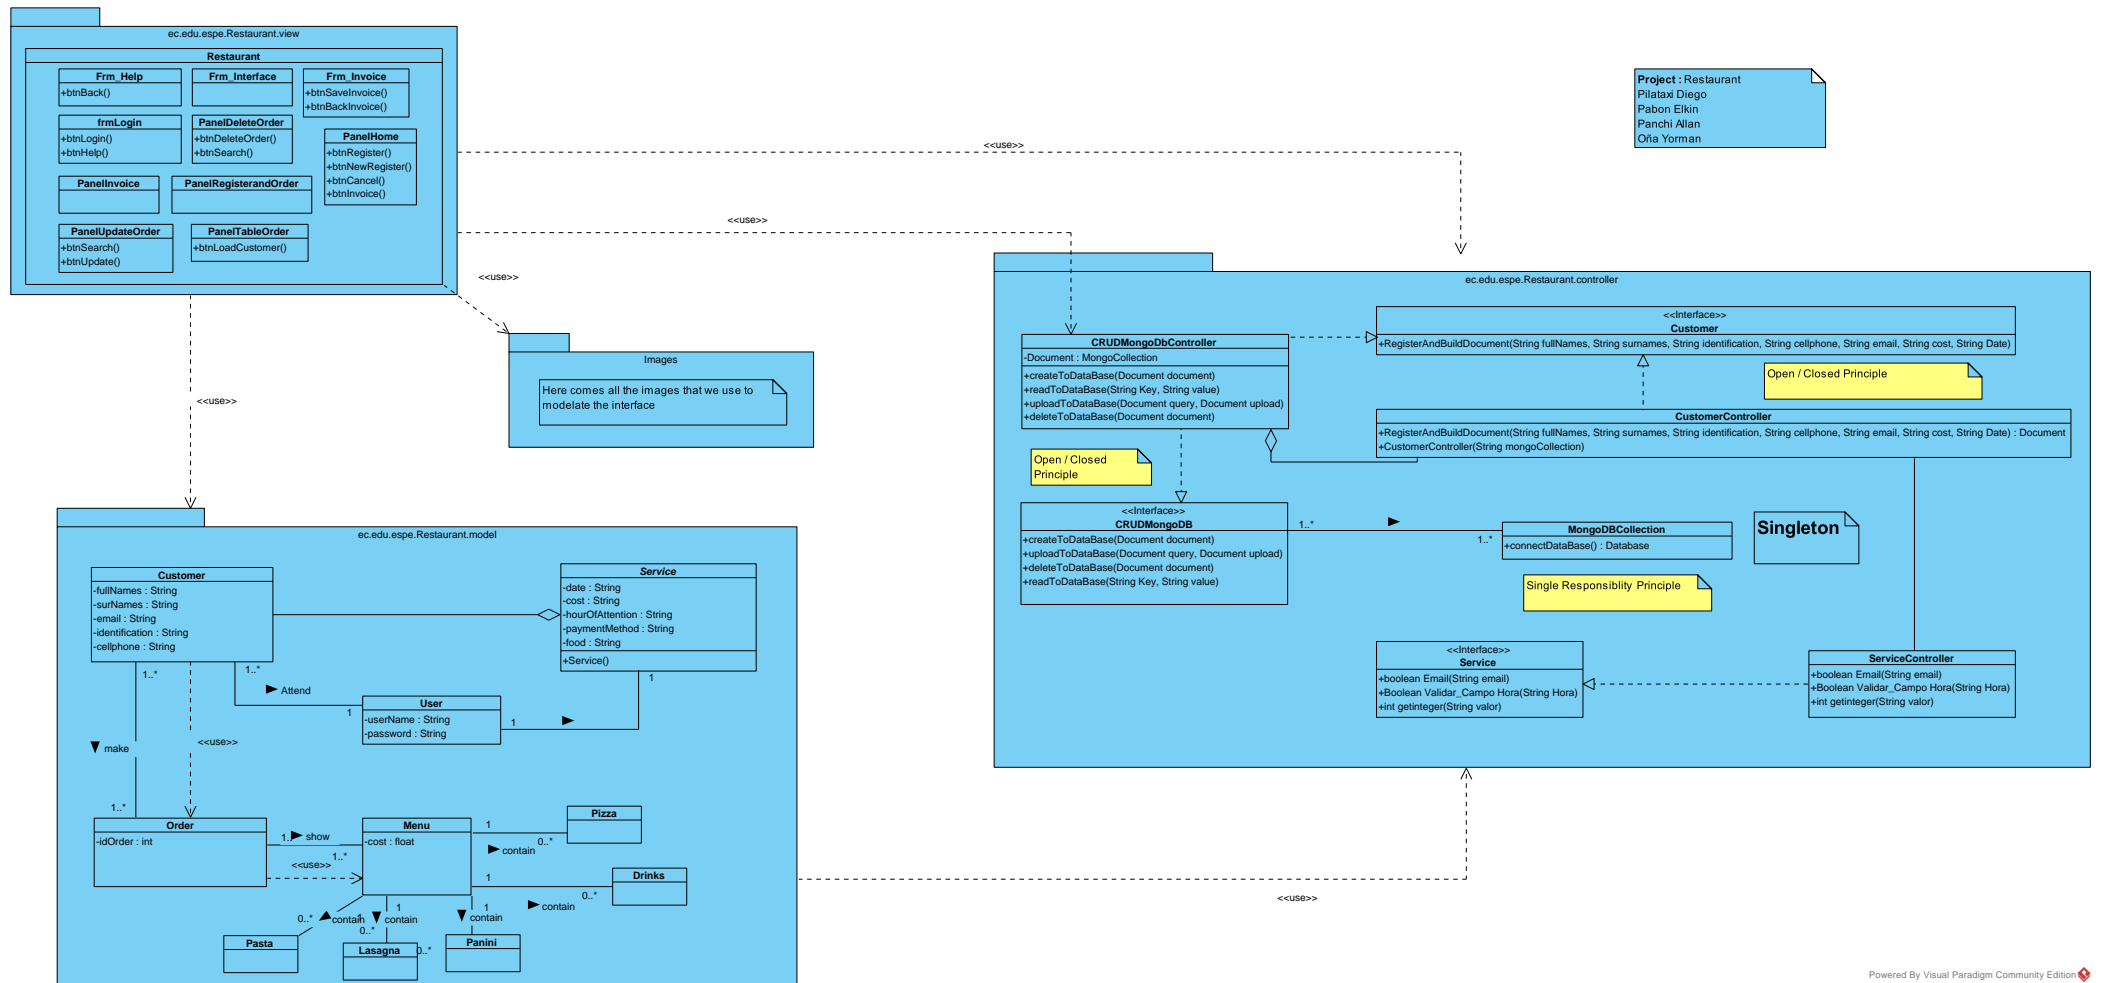 ec.edu.espe.Restaurant.view
Restaurant
Frm_Help
+btnBack()
Frm_Interface
Frm_Invoice
+btnSaveInvoice()
+btnBackInvoice()
frmLogin
+btnLogin()
+btnHelp()
PanelDeleteOrder
+btnDeleteOrder()
+btnSearch()
PanelHome
+btnRegister()
+btnNewRegister()
+btnCancel()
+btnInvoice()
PanelInvoice
PanelRegisterandOrder
PanelUpdateOrder
+btnSearch()
+btnUpdate()
PanelTableOrder
+btnLoadCustomer()
<<use>>
<<use>>
<<use>>
<<use>>
Project : Restaurant
Pilataxi Diego
Pabon Elkin
Panchi Allan
Oña Yorman
Images
Here comes all the images that we use to
modelate the interface
ec.edu.espe.Restaurant.controller
CRUDMongoDbController
-Document : MongoCollection
+createToDataBase(Document document)
+readToDataBase(String Key, String value)
+uploadToDataBase(Document query, Document upload)
+deleteToDataBase(Document document)
<<Interface>>
Customer
+RegisterAndBuildDocument(String fullNames, String surnames, String identification, String cellphone, String email, String cost, String Date)
Open / Closed Principle
CustomerController
+RegisterAndBuildDocument(String fullNames, String surnames, String identification, String cellphone, String email, String cost, String Date) : Document
+CustomerController(String mongoCollection)
Open / Closed
Principle
<<Interface>>
CRUDMongoDB
+createToDataBase(Document document)
+uploadToDataBase(Document query, Document upload)
+deleteToDataBase(Document document)
+readToDataBase(String Key, String value)
1..*
1..*
MongoDBCollection
+connectDataBase() : Database
Singleton
Single Responsiblity Principle
<<Interface>>
Service
+boolean Email(String email)
+Boolean Validar_Campo Hora(String Hora)
+int getinteger(String valor)
ServiceController
+boolean Email(String email)
+Boolean Validar_Campo Hora(String Hora)
+int getinteger(String valor)
ec.edu.espe.Restaurant.model
Customer
-fullNames : String
-surNames : String
-email : String
-identification : String
-cellphone : String
Service
-date : String
-cost : String
-hourOfAttention : String
-paymentMethod : String
-food : String
+Service()
1..*
1..*
Attend
1
1
1
User
-userName : String
-password : String
make
<<use>>
1..*
Order
-idOrder : int
1..
show
1..*
<<use>>
Menu
-cost : float
1
0..*
contain
Pizza
1
0..*
contain
Drinks
0..*
contain
1
Pasta
1
contain
0..*
Lasagna
1
contain
0..*
Panini
<<use>>
Powered By Visual Paradigm Community Edition